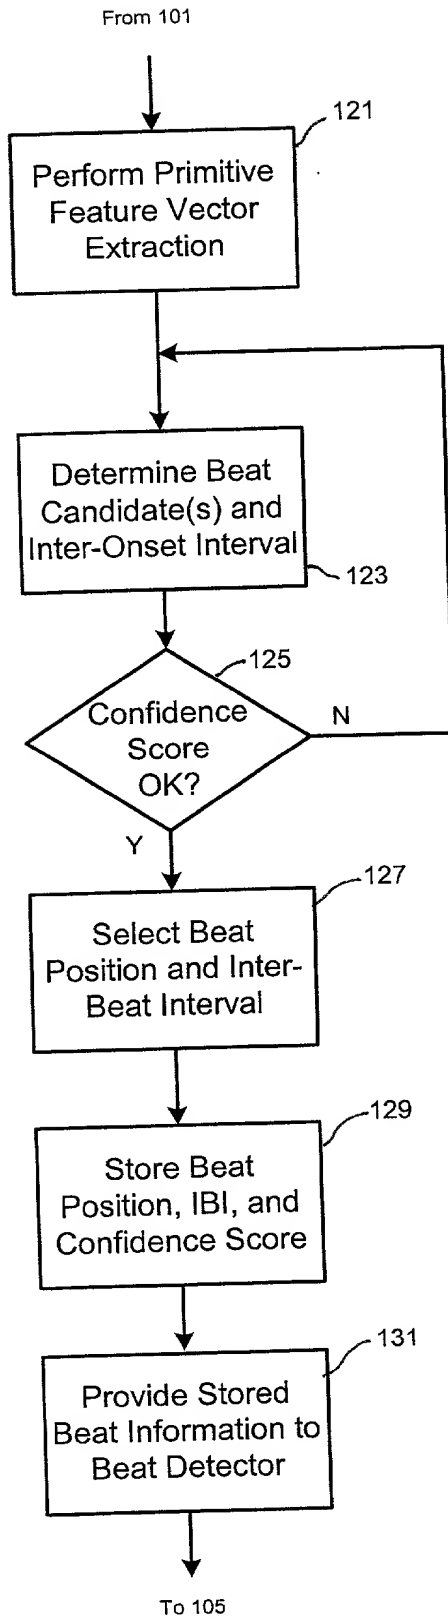 From 101
121
Perform Primitive
Feature Vector
Extraction
Determine Beat
Candidate(s) and
Inter-Onset Interval
123
125
Confidence
Score
OK?
N
Y
127
Select Beat
Position and Inter-
Beat Interval
129
Store Beat
Position, IBI, and
Confidence Score
131
Provide Stored
Beat Information to
Beat Detector
To 105